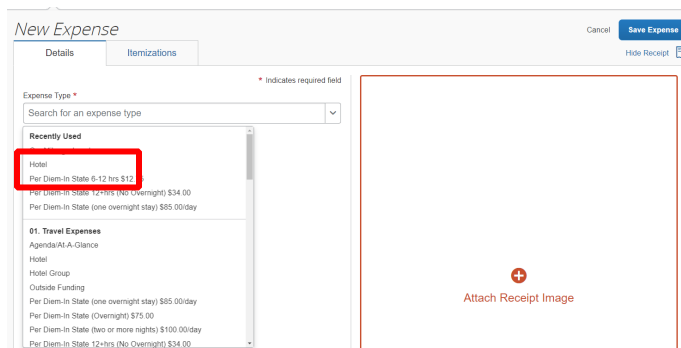 New Expense
Cancel
Save Expense
Details
Itemizations
Hide Receipt
* Indicates required field
Expense Type *
Search for an expense type
Recently Used
Hotel
Per Diem-In State 6-12 hrs $12.
Per Diem-In State 12+hrs (No Overnight) $34.00
Per Diem-In State (one overnight stay) $85.00/day
01. Travel Expenses
Agenda/At-A-Glance
Hotel
Hotel Group
Outside Funding
Per Diem-In State (one overnight stay) $85.00/day
Per Diem-In State (Overnight) $75.00
Per Diem-In State (two or more nights) $100.00/day
Per Diem-In State 12+hrs (No Overnight) $34.00
Attach Receipt Image